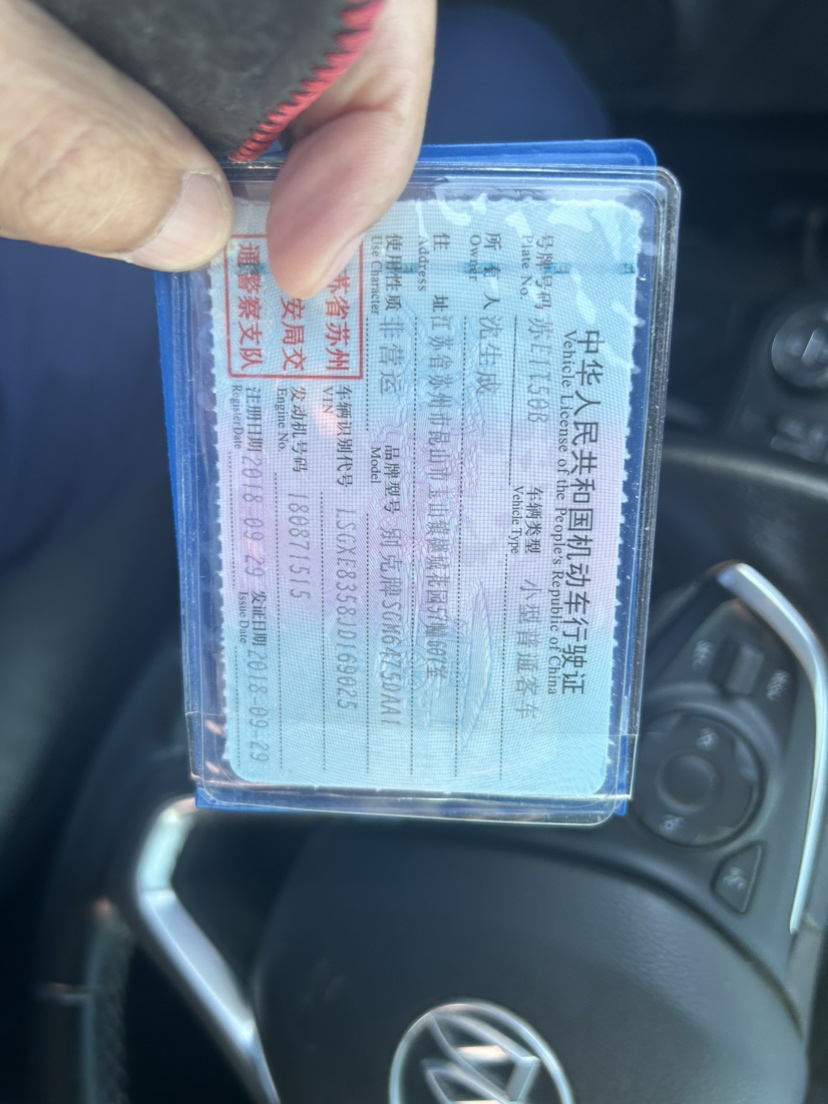 中华人民共和国机动车行驶证
Vehicle License of the People's Republic of China
号牌号码 车辆类型 小型普通客车
Plate No. Vehicle Type
所有人 沈生成
Owner
住址 江苏省苏州市昆山市玉山镇
Address
使用性质 非营运 品牌型号 别克牌SGM6475DAA1
Use Character Model
苏省苏州 车辆识别代号 LSGXE8358JD169025
VIN
安局交 发动机号码 180871515
Engine No.
通警察支队 注册日期 2018-09-29 发证日期 2018-09-29
Register Date Issue Date